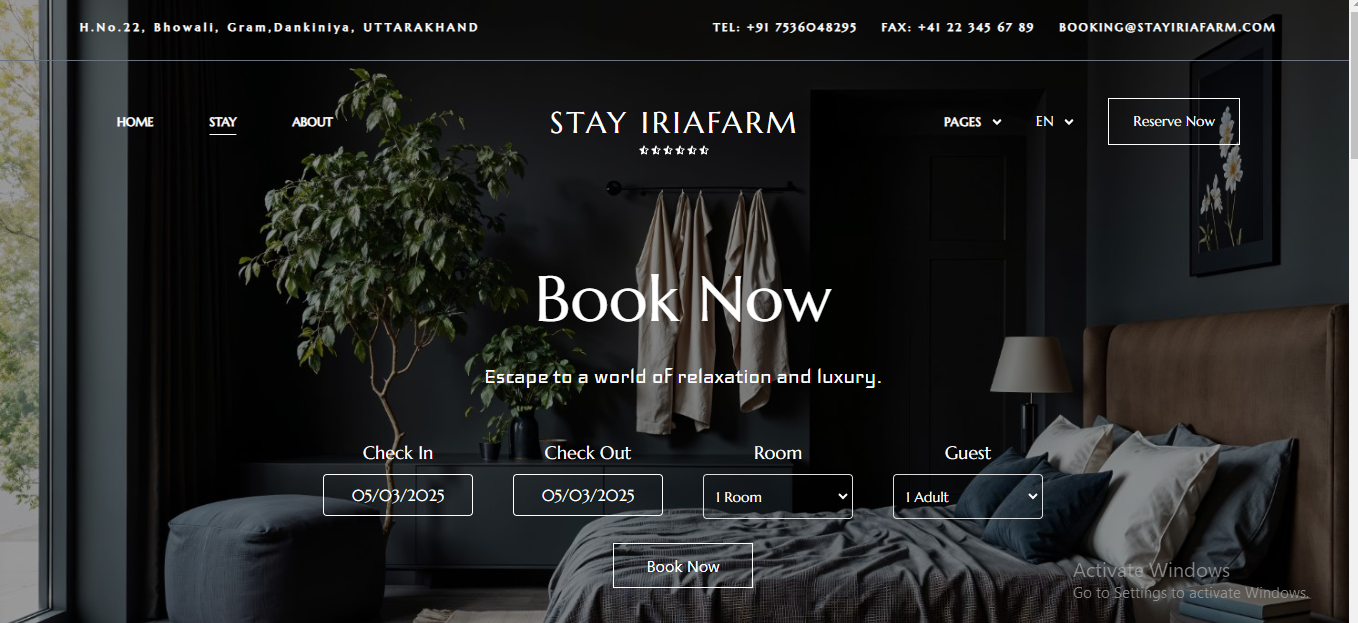 H.No.22, Bhowali, Gram,Dankiniya, UTTARAKHAND TEL: +91 7536048295 FAX: +41 22 345 67 89 BOOKING@STAYIRIAFARM.COM
HOME STAY ABOUT STAY IRIAFARM PAGES EN Reserve Now
Book Now
Escape to a world of relaxation and luxury.
Check In Check Out Room Guest
05/03/2025 05/03/2025 1 Room 1 Adult
Book Now
Activate Windows
Go to Settings to activate Windows.